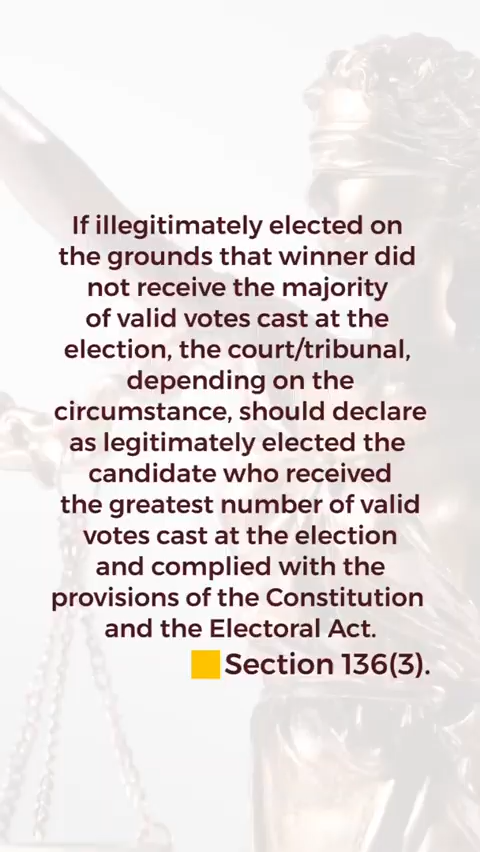 If illegitimately elected on
the grounds that winner did
not receive the majority
of valid votes cast at the
election, the court/tribunal,
depending on the
circumstance, should declare
as legitimately elected the
candidate who received
the greatest number of valid
votes cast at the election
and complied with the
provisions of the Constitution
and the Electoral Act.
Section 136(3).